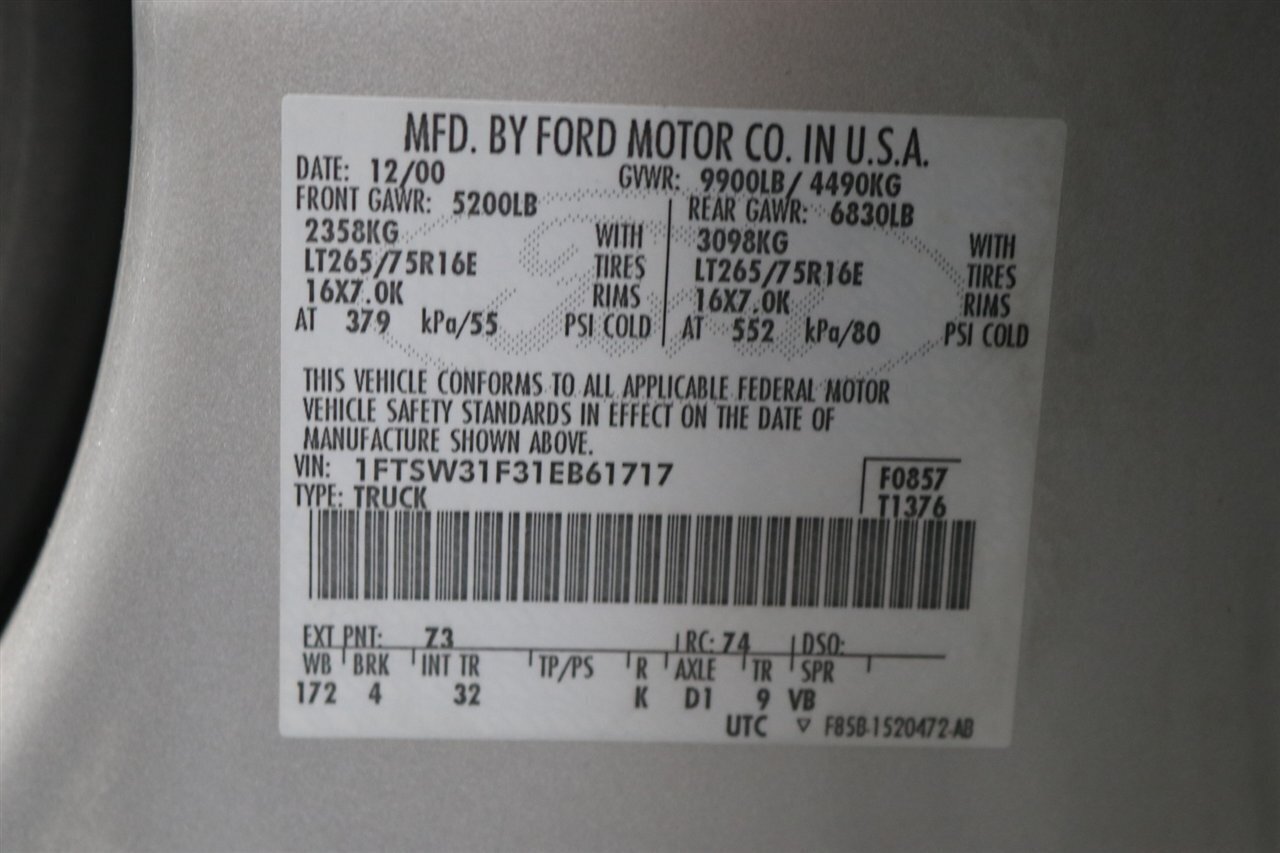 MFD. BY FORD MOTOR CO. IN U.S.A.
DATE: 12/00 GVWR: 9900LB/ 4490KG
FRONT GAWR: 5200LB REAR GAWR: 6830LB
2358KG WITH 3098KG WITH
LT265/75R16E TIRES LT265/75R16E TIRES
16X7.0K RIMS 16X7.0K RIMS
AT 379 kPa/55 PSI COLD AT 552 kPa/80 PSI COLD
THIS VEHICLE CONFORMS TO ALL APPLICABLE FEDERAL MOTOR
VEHICLE SAFETY STANDARDS IN EFFECT ON THE DATE OF
MANUFACTURE SHOWN ABOVE.
VIN: 1FTSW31F31EB61717 F0857
TYPE: TRUCK T1376
EXT PNT: Z3 RC: 74 DSO:
WB BRK INT TR TP/PS R AXLE TR SPR
172 4 32 K D1 9 VB
UTC ▽ F85B-1520472-AB